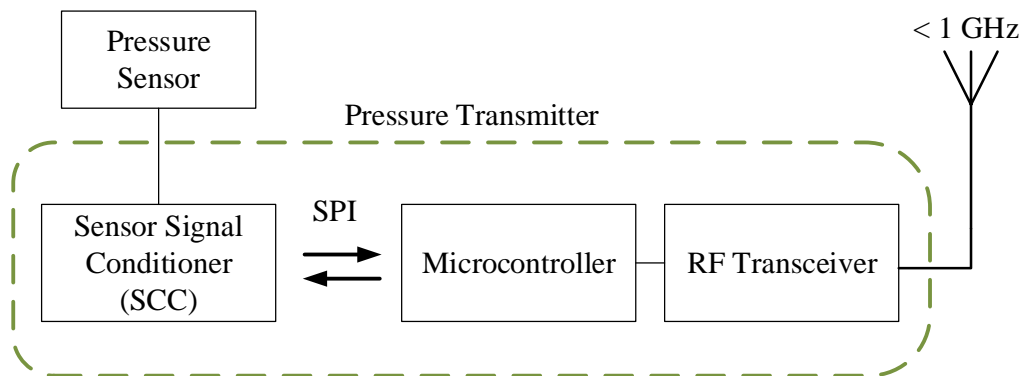 Pressure
Sensor
< 1 GHz
Pressure Transmitter
Sensor Signal
Conditioner
(SCC)
SPI
Microcontroller
RF Transceiver